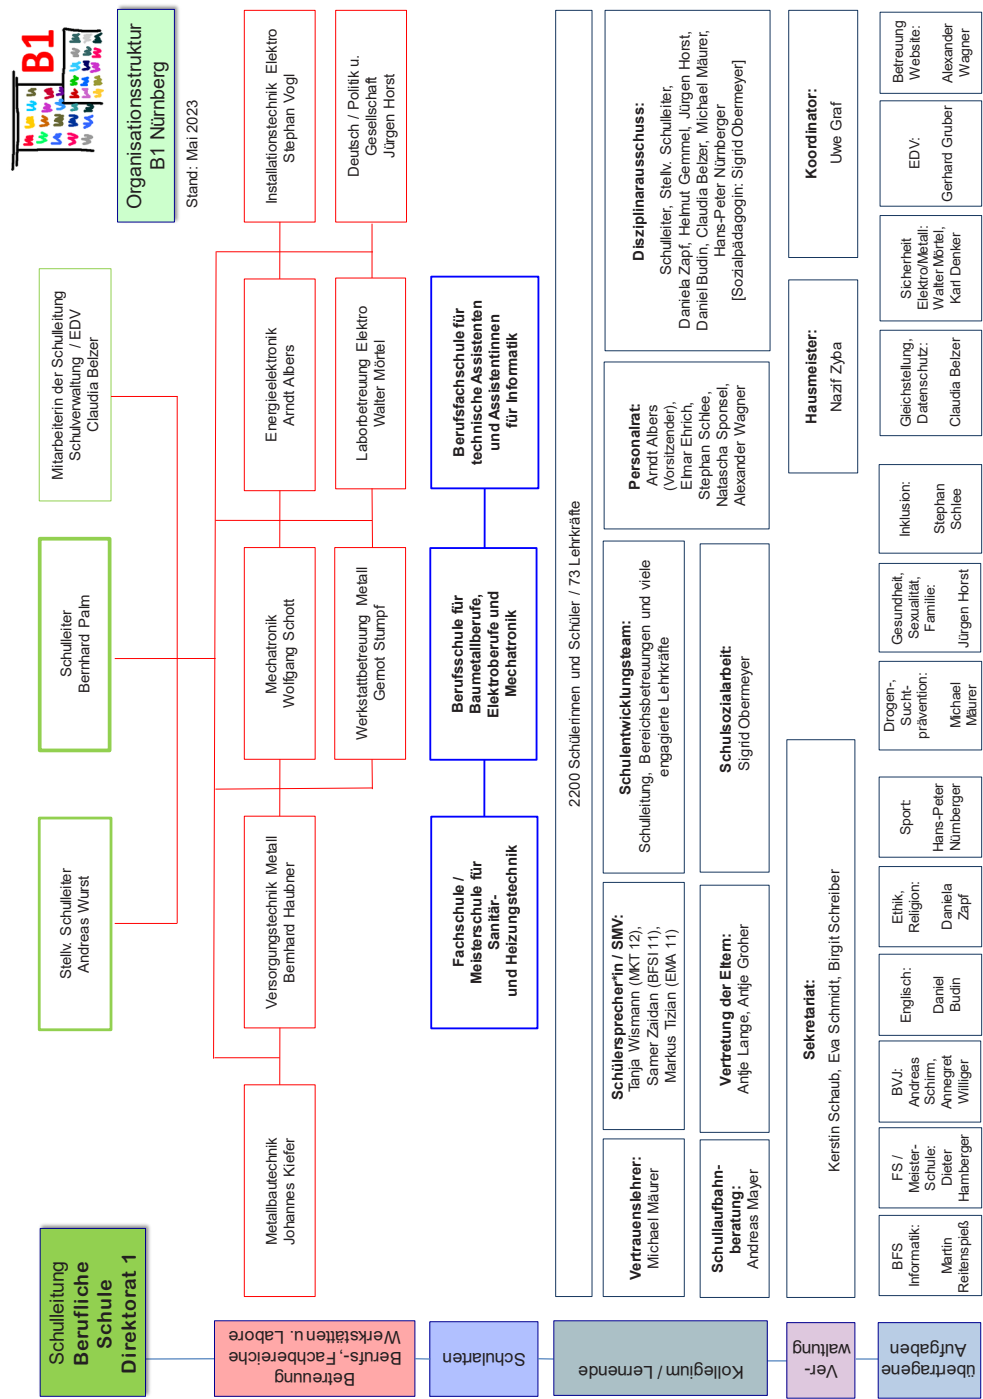 Schulleitung
Berufliche
Schule
Direktorat 1
Stellv. Schulleiter
Andreas Wurst
Schulleiter
Bernhard Palm
Mitarbeiterin der Schulleitung
Schulverwaltung / EDV
Claudia Belzer
B1
Organisationsstruktur
B1 Nürnberg
Stand: Mai 2023
Betreuung
Berufs-, Fachbereiche
Werkstätten u. Labore
Metallbautechnik
Johannes Kiefer
Versorgungstechnik Metall
Bernhard Haubner
Mechatronik
Wolfgang Schott
Energieelektronik
Arndt Albers
Installationstechnik Elektro
Stephan Vogl
Werkstattbetreuung Metall
Gernot Stumpf
Laborbetreuung Elektro
Walter Mörtel
Deutsch / Politik u.
Gesellschaft
Jürgen Horst
Schularten
Fachschule /
Meisterschule für
Sanitär-
und Heizungstechnik
Berufsschule für
Baumetallberufe,
Elektroberufe und
Mechatronik
Berufsfachschule für
technische Assistenten
und Assistentinnen
für Informatik
Kollegium / Lernende
2200 Schülerinnen und Schüler / 73 Lehrkräfte
Vertrauenslehrer:
Michael Mäurer
Schülersprecher*in / SMV:
Tanja Wismann (MKT 12),
Samer Zaidan (BFSI 11),
Markus Tizian (EMA 11)
Schulentwicklungsteam:
Schulleitung, Bereichsbetreuungen und viele
engagierte Lehrkräfte
Personalrat:
Arndt Albers
(Vorsitzender),
Elmar Ehrich,
Stephan Schlee,
Natascha Sponsel,
Alexander Wagner
Disziplinarausschuss:
Schulleiter, Stellv. Schulleiter,
Daniela Zapf, Helmut Gemmel, Jürgen Horst,
Daniel Budin, Claudia Belzer, Michael Mäurer,
Hans-Peter Nürnberger
[Sozialpädagogin: Sigrid Obermeyer]
Schullaufbahn-
beratung:
Andreas Mayer
Vertretung der Eltern:
Antje Lange, Antje Groher
Schulsozialarbeit:
Sigrid Obermeyer
Ver-
waltung
Sekretariat:
Kerstin Schaub, Eva Schmidt, Birgit Schreiber
Hausmeister:
Nazif Zyba
Koordinator:
Uwe Graf
übertragene
Aufgaben
BFS
Informatik:
Martin
Reitenspieß
FS /
Meister-
Schule:
Dieter
Hamberger
BVJ:
Andreas
Schirm,
Annegret
Williger
Englisch:
Daniel
Budin
Ethik,
Religion:
Daniela
Zapf
Sport:
Hans-Peter
Nürnberger
Drogen-,
Sucht-
prävention:
Michael
Mäurer
Gesundheit,
Sexualität,
Familie:
Jürgen Horst
Inklusion:
Stephan
Schlee
Gleichstellung,
Datenschutz:
Claudia Belzer
Sicherheit
Elektro/Metall:
Walter Mörtel,
Karl Denker
EDV:
Gerhard Gruber
Betreuung
Website:
Alexander
Wagner